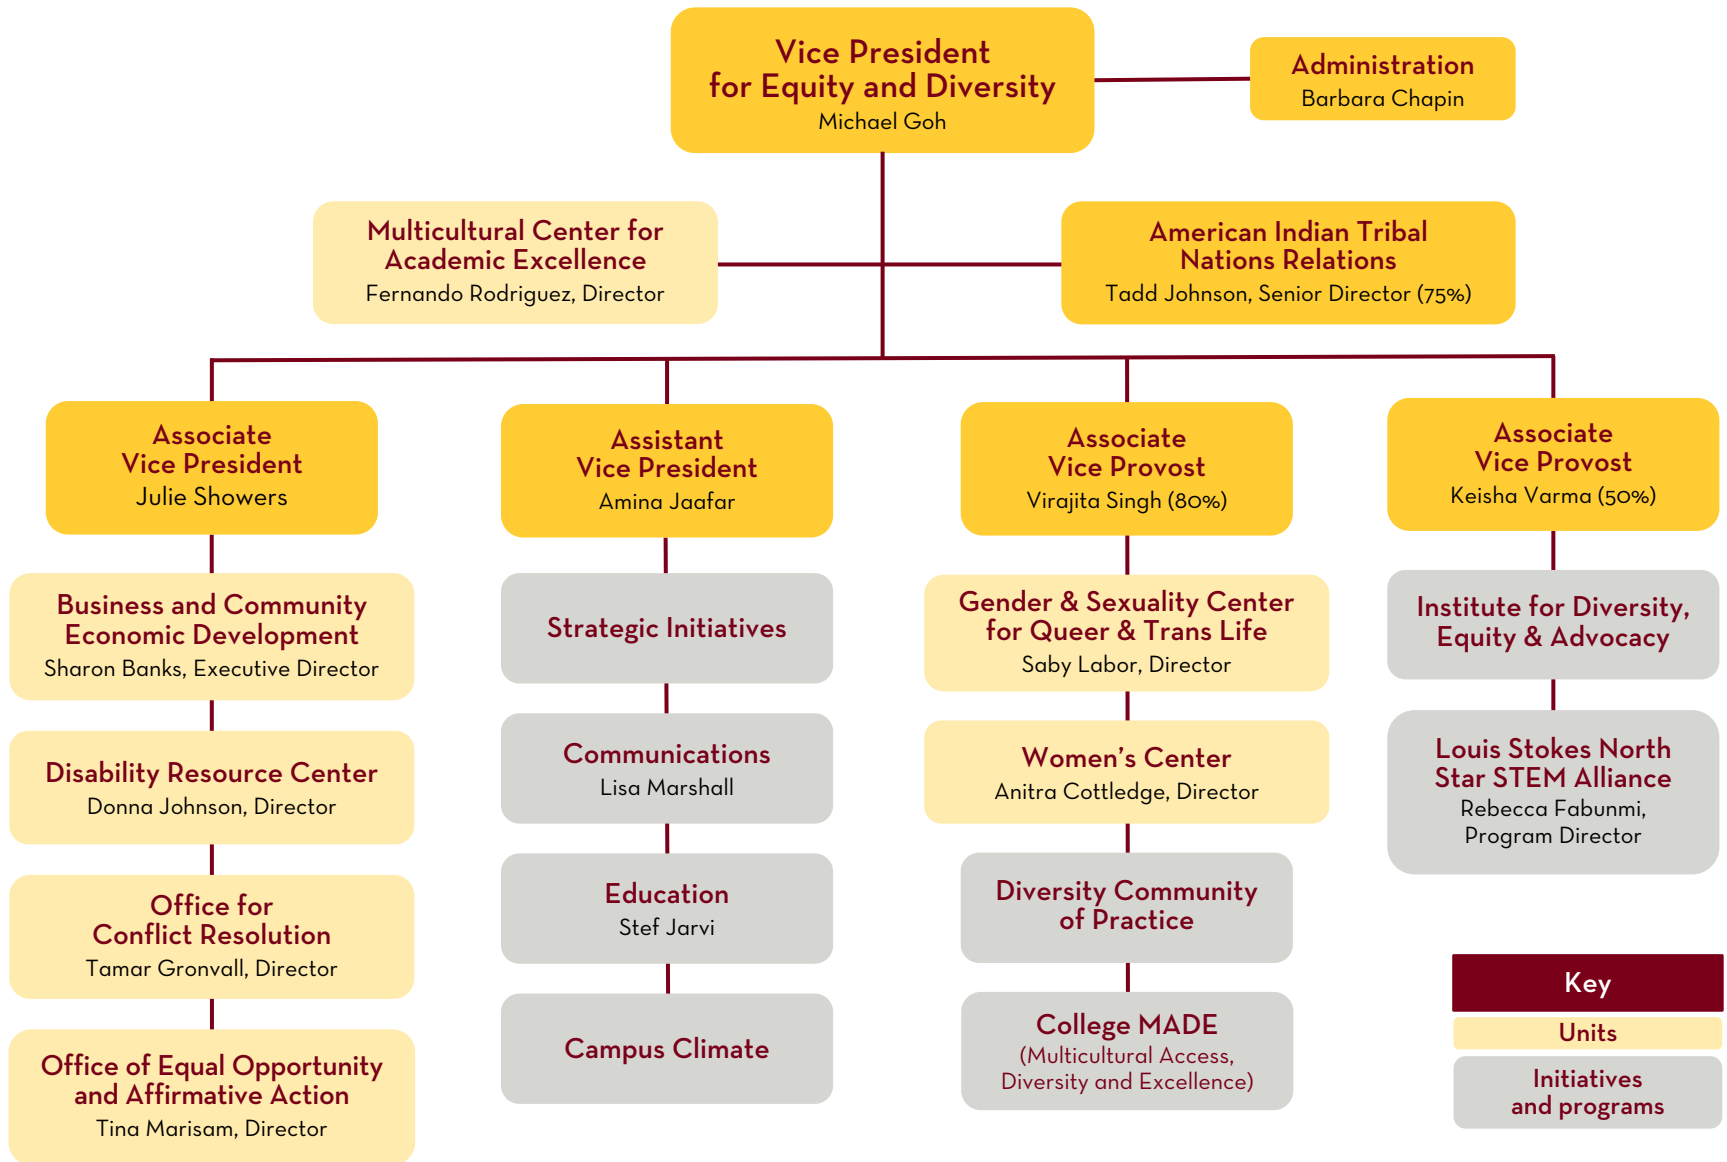 Vice President
for Equity and Diversity
Michael Goh
Administration
Barbara Chapin
Multicultural Center for
Academic Excellence
Fernando Rodriguez, Director
American Indian Tribal
Nations Relations
Tadd Johnson, Senior Director (75%)
Associate
Vice President
Julie Showers
Business and Community
Economic Development
Sharon Banks, Executive Director
Disability Resource Center
Donna Johnson, Director
Office for
Conflict Resolution
Tamar Gronvall, Director
Office of Equal Opportunity
and Affirmative Action
Tina Marisam, Director
Assistant
Vice President
Amina Jaafar
Strategic Initiatives
Communications
Lisa Marshall
Education
Stef Jarvi
Campus Climate
Associate
Vice Provost
Virajita Singh (80%)
Gender & Sexuality Center
for Queer & Trans Life
Saby Labor, Director
Women's Center
Anitra Cottledge, Director
Diversity Community
of Practice
College MADE
(Multicultural Access,
Diversity and Excellence)
Associate
Vice Provost
Keisha Varma (50%)
Institute for Diversity,
Equity & Advocacy
Louis Stokes North
Star STEM Alliance
Rebecca Fabunmi,
Program Director
Key
Units
Initiatives
and programs